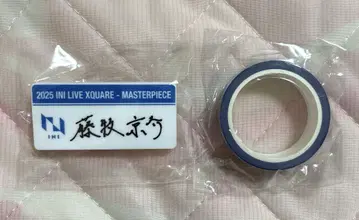 2025 INI LIVE XQUARE - MASTERPIECE
藤牧京介
INI